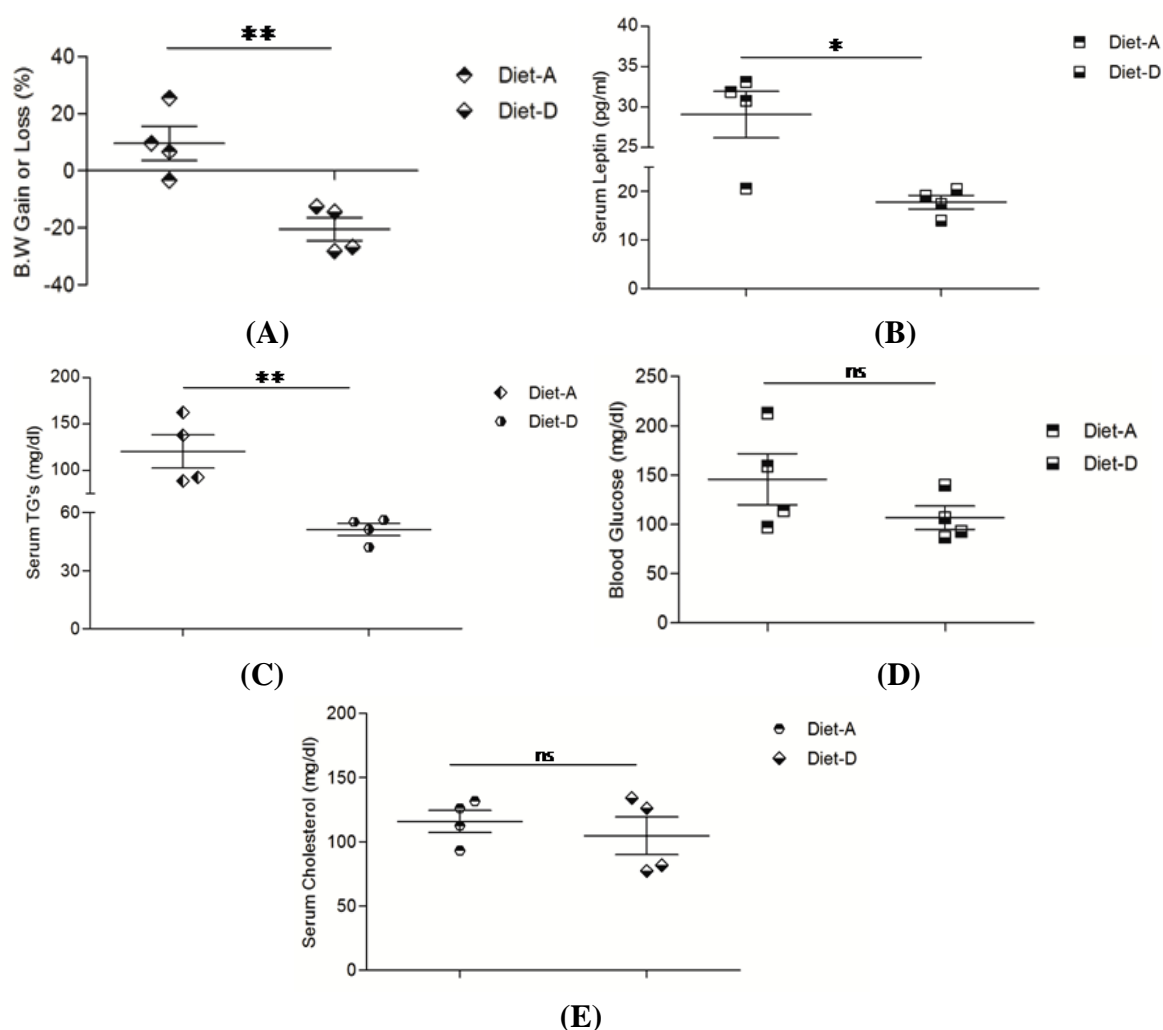 B.W Gain or Loss (%)
40
20
0
-20
-40
**
Diet-A
Diet-D
(A)
Serum Leptin (pg/ml)
40
35
30
25
20
10
0
*
Diet-A
Diet-D
(B)
Serum TG's (mg/dl)
200
150
100
60
30
0
**
Diet-A
Diet-D
(C)
Blood Glucose (mg/dl)
250
200
150
100
50
0
ns
Diet-A
Diet-D
(D)
Serum Cholesterol (mg/dl)
200
150
100
50
0
ns
Diet-A
Diet-D
(E)